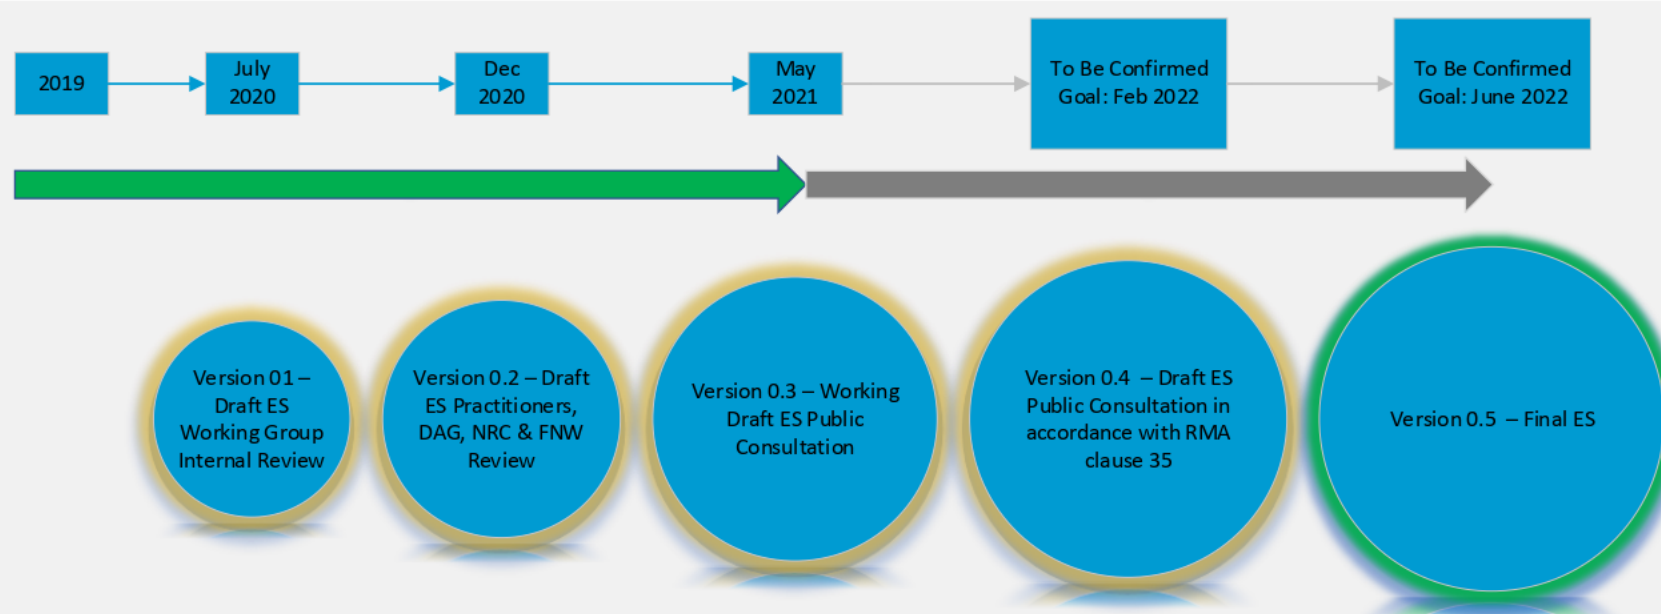 2019
July
2020
Dec
2020
May
2021
To Be Confirmed
Goal: Feb 2022
To Be Confirmed
Goal: June 2022
Version 01 –
Draft ES
Working Group
Internal Review
Version 0.2 – Draft
ES Practitioners,
DAG, NRC & FNW
Review
Version 0.3 – Working
Draft ES Public
Consultation
Version 0.4 – Draft ES
Public Consultation in
accordance with RMA
clause 35
Version 0.5 – Final ES